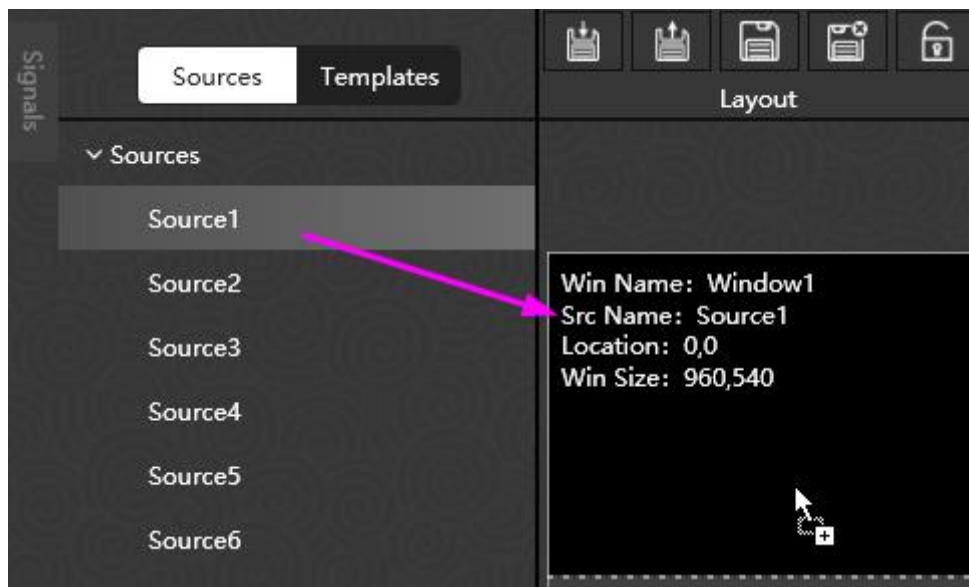 Signals
Sources
Templates
Layout
Sources
Source1
Source2
Source3
Source4
Source5
Source6
Win Name: Window1
Src Name: Source1
Location: 0,0
Win Size: 960,540